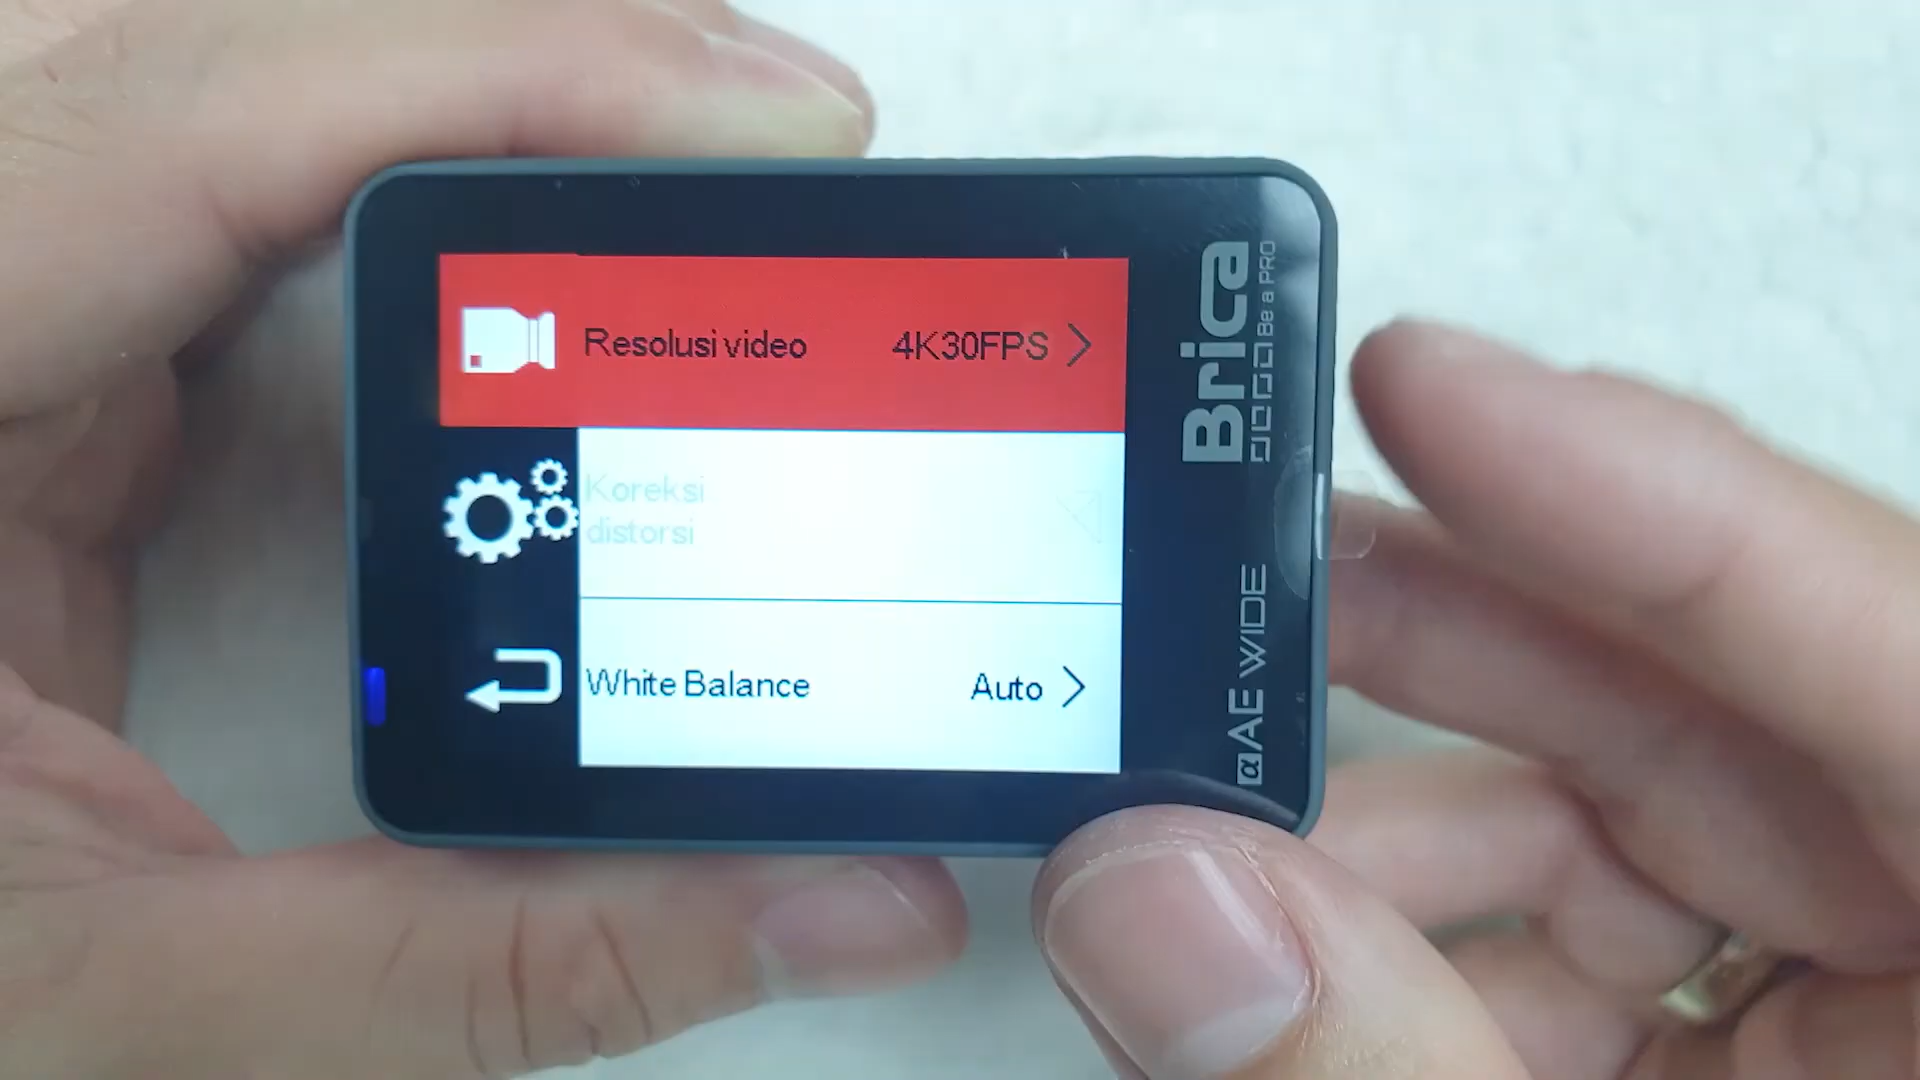 Resolusi video 4K30FPS
Koreksi
distorsi
White Balance Auto
Brica
Be a PRO
αAE WIDE